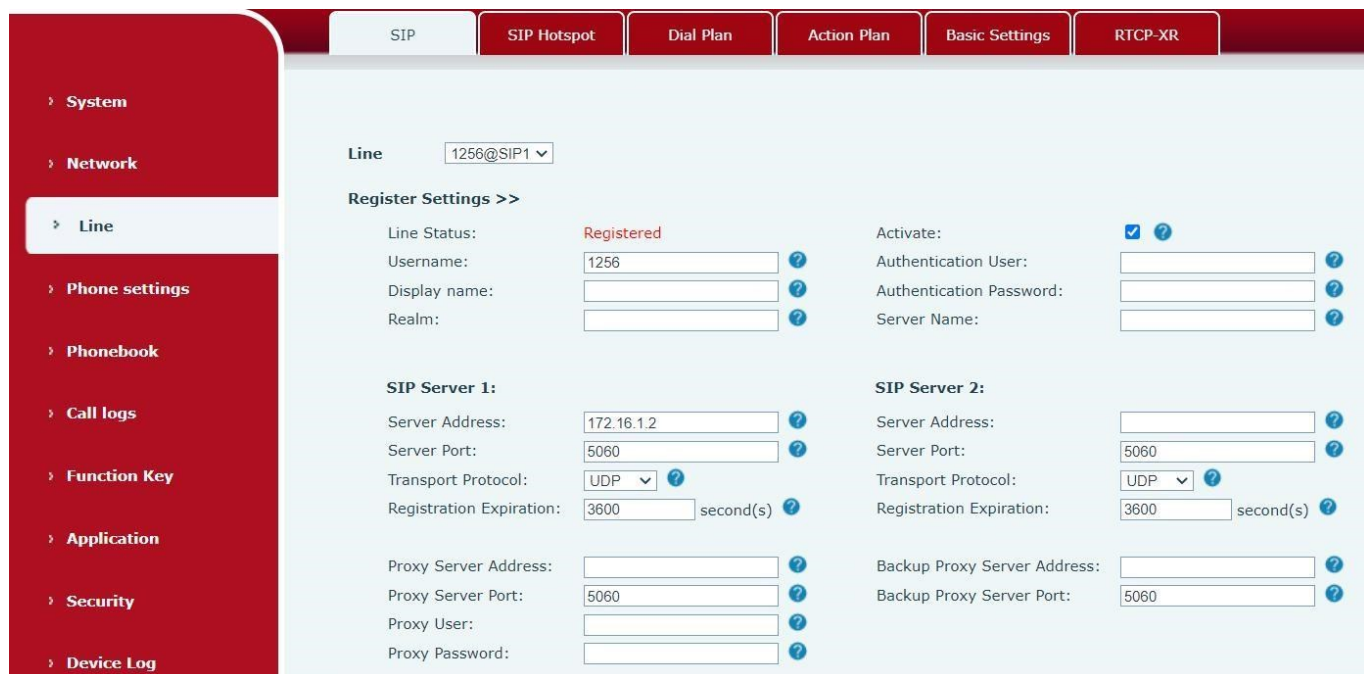 SIP
SIP Hotspot
Dial Plan
Action Plan
Basic Settings
RTCP-XR
System
Network
Line
Phone settings
Phonebook
Call logs
Function Key
Application
Security
Device Log
Line 1256@SIP1
Register Settings >>
Line Status: Registered
Username: 1256
Display name:
Realm:
Activate:
Authentication User:
Authentication Password:
Server Name:
SIP Server 1:
Server Address: 172.16.1.2
Server Port: 5060
Transport Protocol: UDP
Registration Expiration: 3600 second(s)
SIP Server 2:
Server Address:
Server Port: 5060
Transport Protocol: UDP
Registration Expiration: 3600 second(s)
Proxy Server Address:
Proxy Server Port: 5060
Proxy User:
Proxy Password:
Backup Proxy Server Address:
Backup Proxy Server Port: 5060